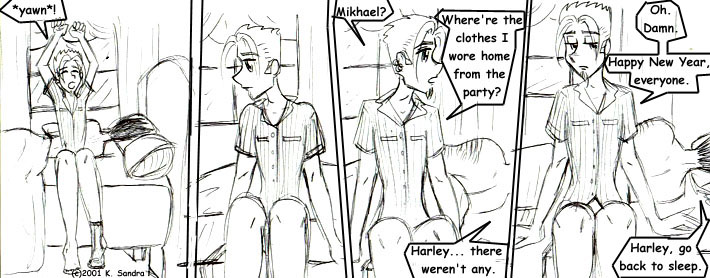 *yawn*!
©2001 K. Sandra
Mikhael?
Where're the
clothes I
wore home
from the
party?
Harley... there
weren't any.
Oh.
Damn.
Happy New Year,
everyone.
Harley, go
back to sleep.